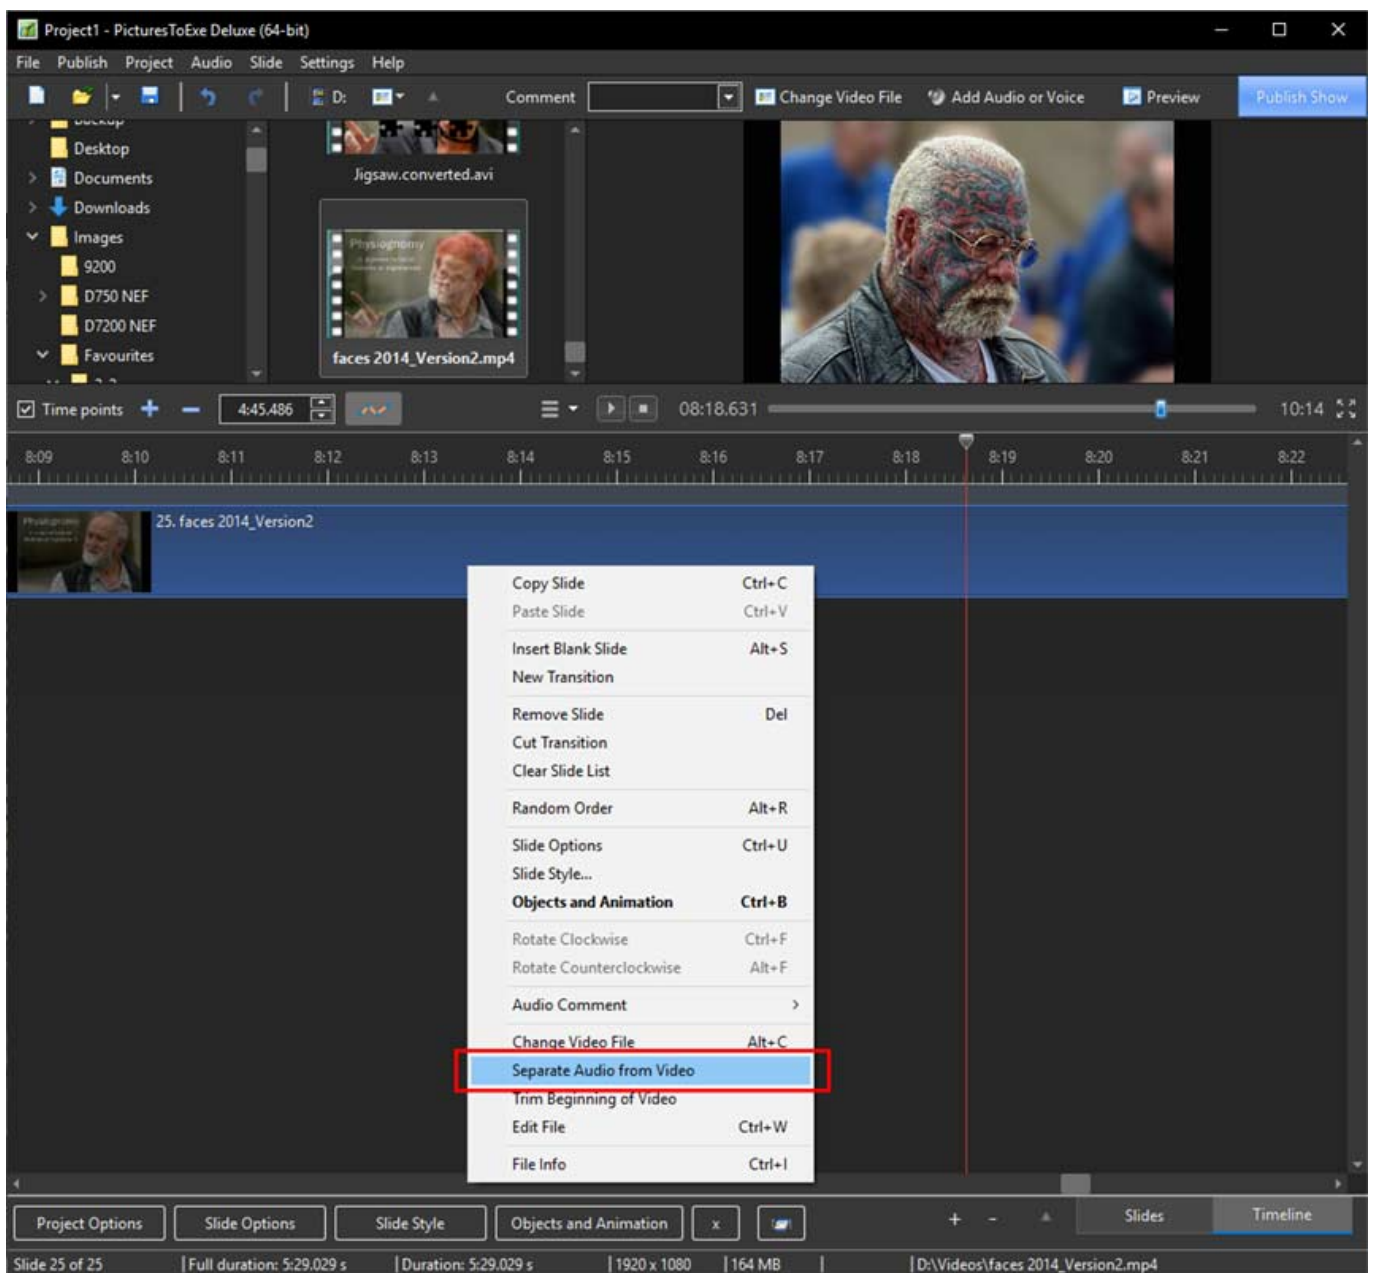 Project1 - PicturesToExe Deluxe (64-bit)
File Publish Project Audio Slide Settings Help
D: Comment Change Video File Add Audio or Voice Preview Publish Show
Backup
Desktop
Documents
Downloads
Images
9200
D750 NEF
D7200 NEF
Favourites
Jigsaw.converted.avi
Physiognomy
faces 2014_Version2.mp4
Time points 4:45.486 08:18.631 10:14
8:09 8:10 8:11 8:12 8:13 8:14 8:15 8:16 8:17 8:18 8:19 8:20 8:21 8:22
25. faces 2014_Version2
Copy Slide Ctrl+C
Paste Slide Ctrl+V
Insert Blank Slide Alt+S
New Transition
Remove Slide Del
Cut Transition
Clear Slide List
Random Order Alt+R
Slide Options Ctrl+U
Slide Style...
Objects and Animation Ctrl+B
Rotate Clockwise Ctrl+F
Rotate Counterclockwise Alt+F
Audio Comment
Change Video File Alt+C
Separate Audio from Video
Trim Beginning of Video
Edit File Ctrl+W
File Info Ctrl+I
Project Options Slide Options Slide Style Objects and Animation x + - Slides Timeline
Slide 25 of 25 Full duration: 5:29.029 s Duration: 5:29.029 s 1920 x 1080 164 MB D:\Videos\faces 2014_Version2.mp4